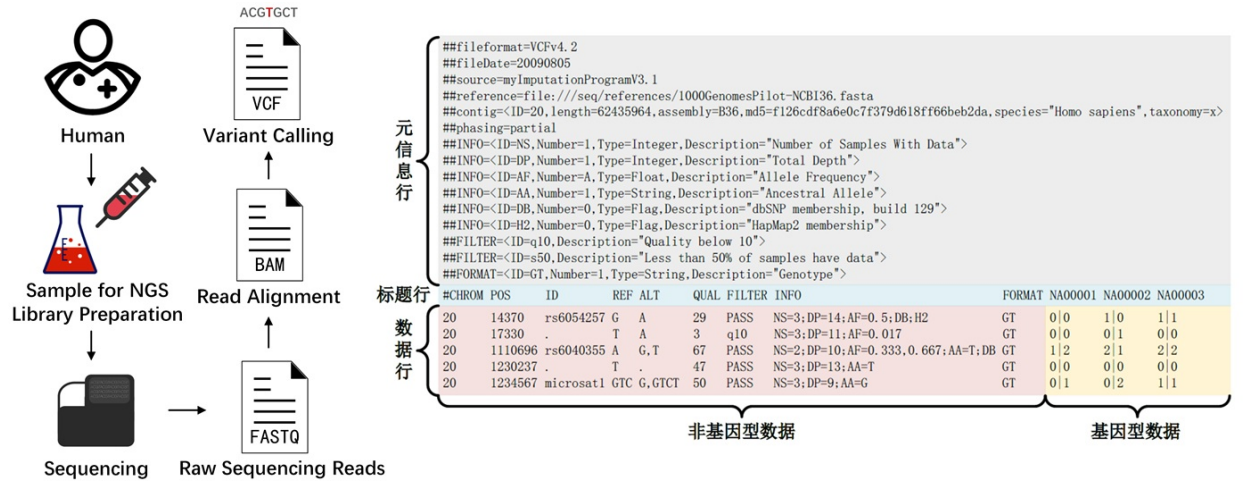 ACGTGCT
VCF
Human
Variant Calling
BAM
Sample for NGS
Library Preparation
Read Alignment
FASTQ
Sequencing
Raw Sequencing Reads
元信息行
##fileformat=VCFv4.2
##fileDate=20090805
##source=myImputationProgramV3.1
##reference=file:///seq/references/1000GenomesPilot-NCBI36.fasta
##contig=<ID=20,length=62435964,assembly=B36,md5=f126cdf8a6e0c7f379d618ff66beb2da,species="Homo sapiens",taxonomy=x>
##phasing=partial
##INFO=<ID=NS,Number=1,Type=Integer,Description="Number of Samples With Data">
##INFO=<ID=DP,Number=1,Type=Integer,Description="Total Depth">
##INFO=<ID=AF,Number=A,Type=Float,Description="Allele Frequency">
##INFO=<ID=AA,Number=1,Type=String,Description="Ancestral Allele">
##INFO=<ID=DB,Number=0,Type=Flag,Description="dbSNP membership, build 129">
##INFO=<ID=H2,Number=0,Type=Flag,Description="HapMap2 membership">
##FILTER=<ID=q10,Description="Quality below 10">
##FILTER=<ID=s50,Description="Less than 50% of samples have data">
##FORMAT=<ID=GT,Number=1,Type=String,Description="Genotype">
标题行
#CHROM POS ID REF ALT QUAL FILTER INFO FORMAT NA00001 NA00002 NA00003
数据行
20 14370 rs6054257 G A 29 PASS NS=3;DP=14;AF=0.5;DB;H2 GT 0|0 1|0 1|1
20 17330 . T A 3 q10 NS=3;DP=11;AF=0.017 GT 0|0 0|1 0|0
20 1110696 rs6040355 A G,T 67 PASS NS=2;DP=10;AF=0.333,0.667;AA=T;DB GT 1|2 2|1 2|2
20 1230237 . T . 47 PASS NS=3;DP=13;AA=T GT 0|0 0|0 0|0
20 1234567 microsat1 GTC G,GTCT 50 PASS NS=3;DP=9;AA=G GT 0|1 0|2 1|1
非基因型数据
基因型数据